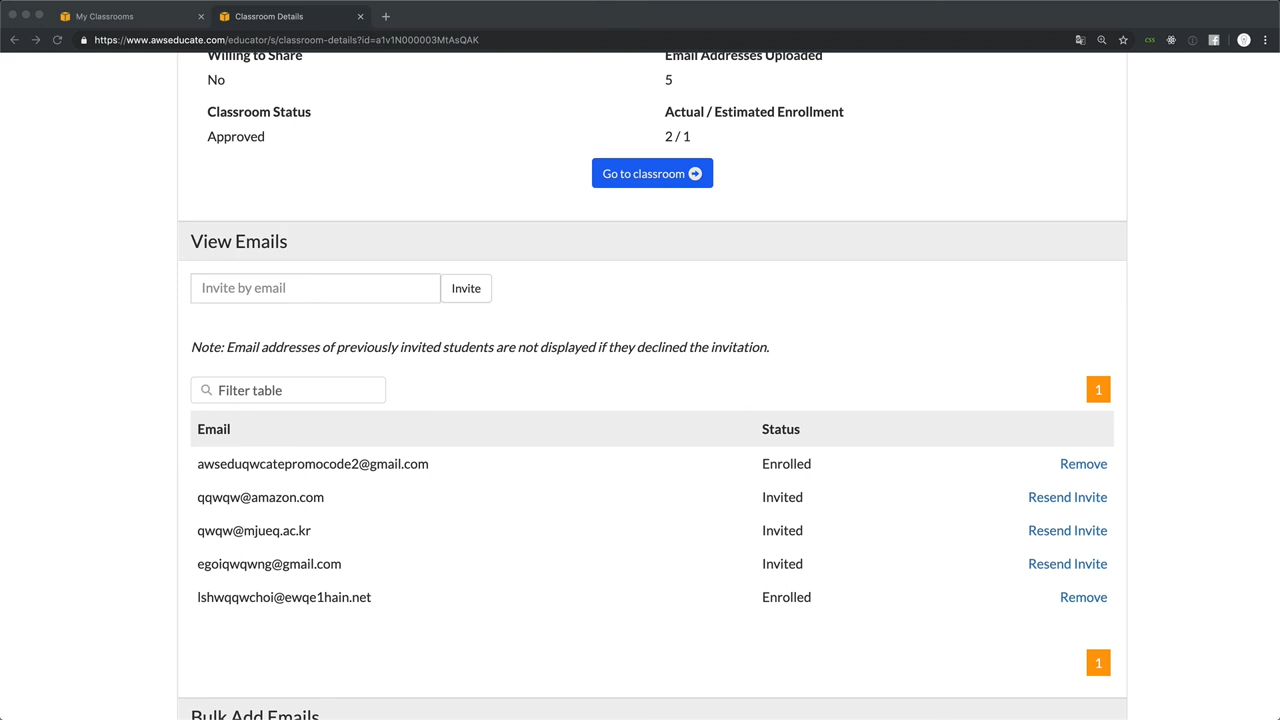 My Classrooms
Classroom Details
https://www.awseducate.com/educator/s/classroom-details?id=a1v1N000003MtAsQAK
Willing to Share
Email Addresses Uploaded
No
5
Classroom Status
Actual / Estimated Enrollment
Approved
2 / 1
Go to classroom
View Emails
Invite by email
Invite
Note: Email addresses of previously invited students are not displayed if they declined the invitation.
Filter table
1
Email
Status
awseduqwcatepromocode2@gmail.com
Enrolled
Remove
qqwqw@amazon.com
Invited
Resend Invite
qwqw@mjueq.ac.kr
Invited
Resend Invite
egoiqwqwng@gmail.com
Invited
Resend Invite
lshwqqwchoi@ewqe1hain.net
Enrolled
Remove
1
Bulk Add Emails